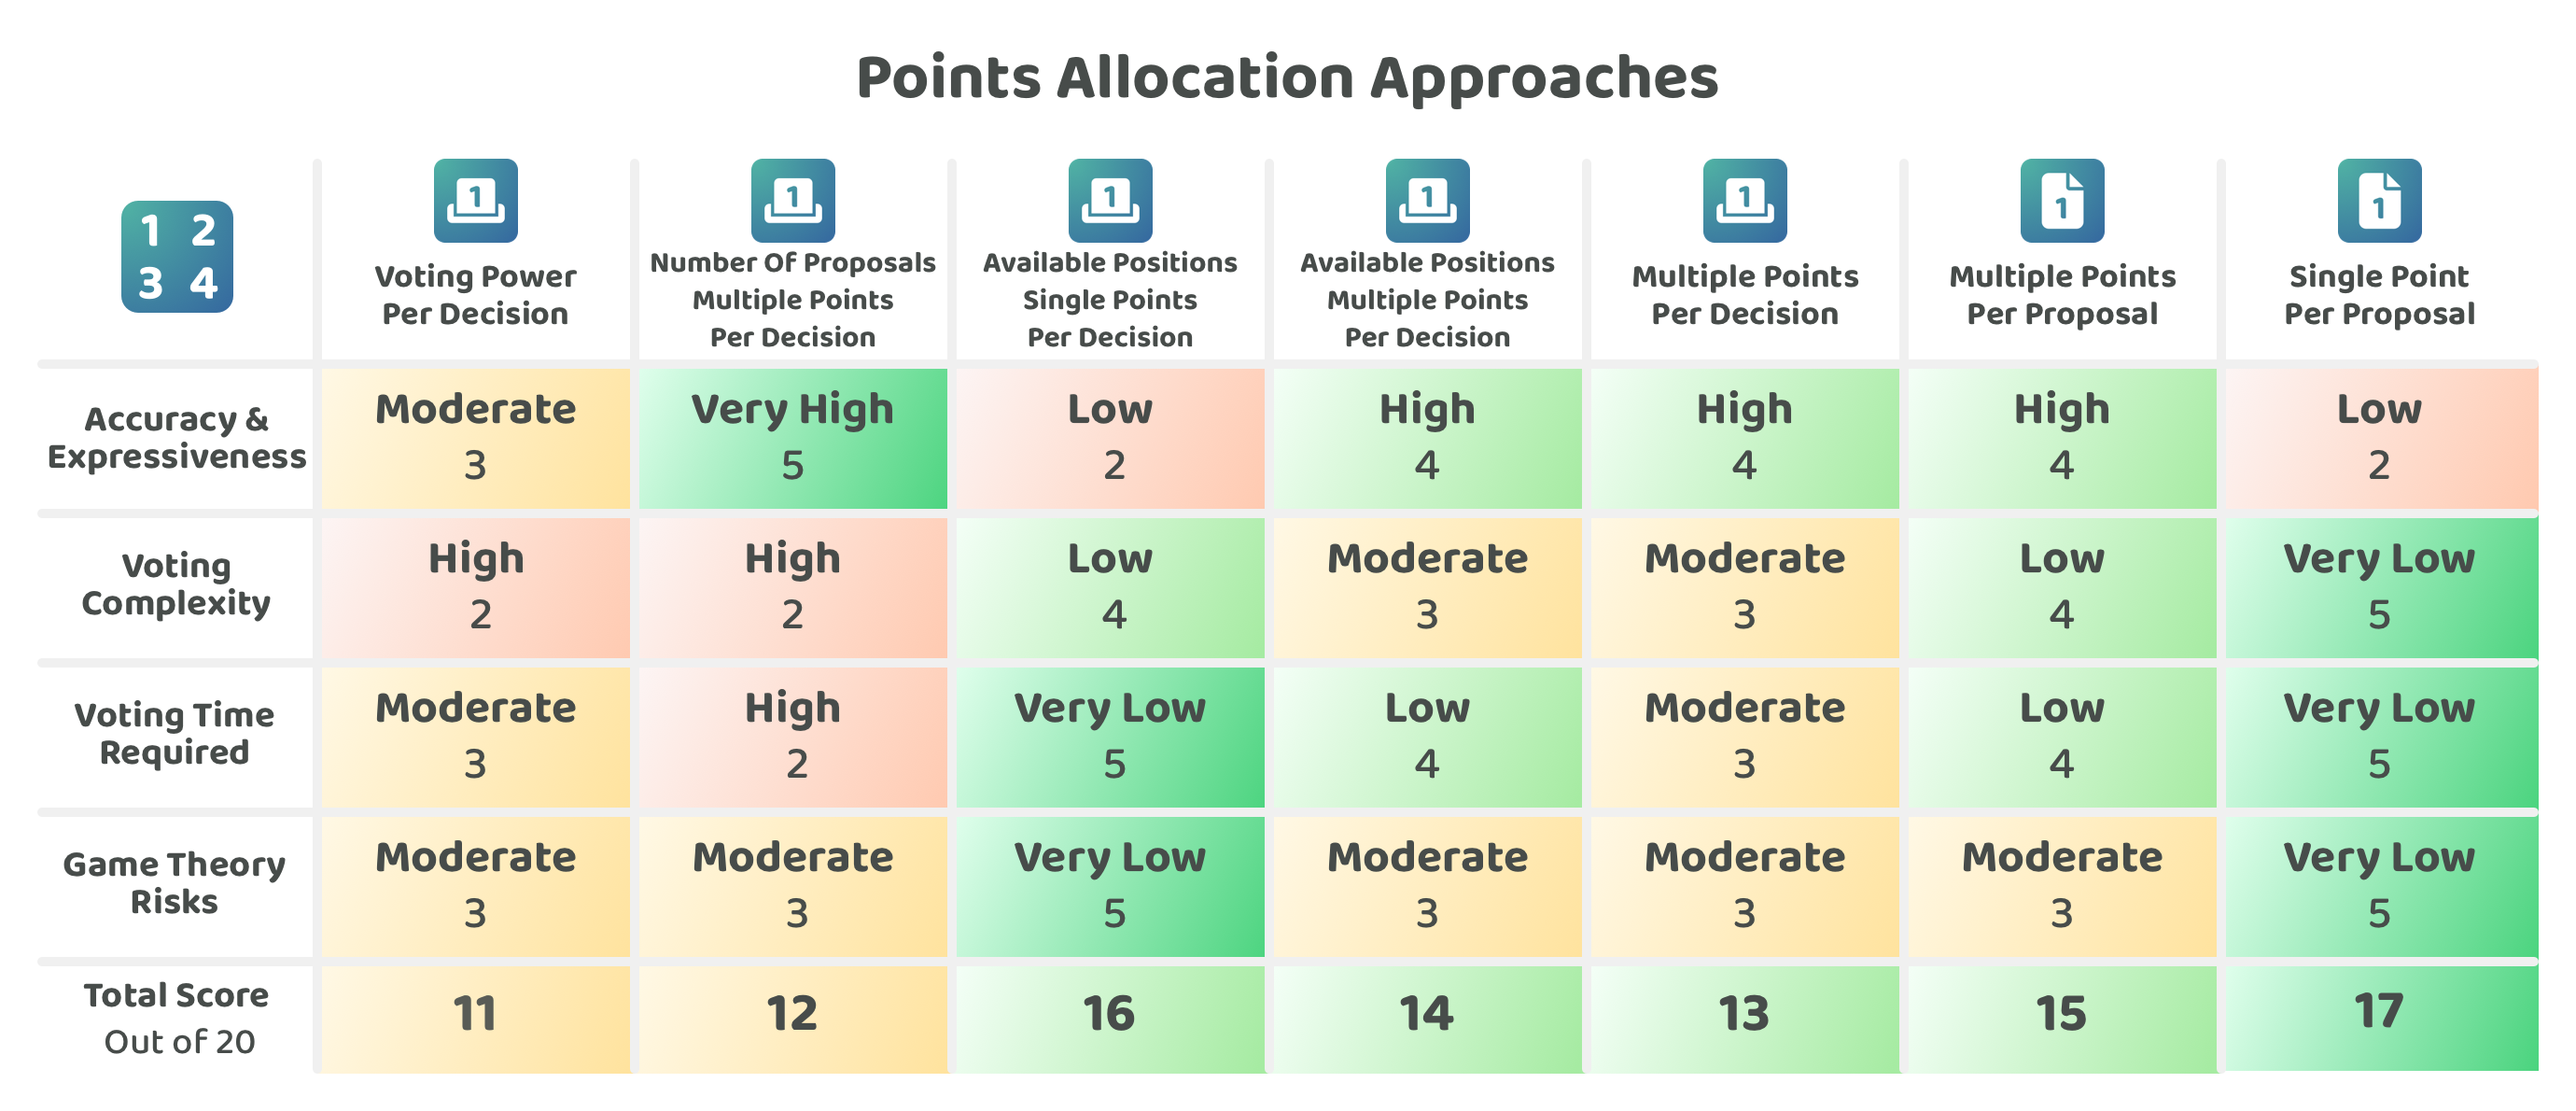 Points Allocation Approaches
1 2
3 4
1
Voting Power
Per Decision
1
Number Of Proposals
Multiple Points
Per Decision
1
Available Positions
Single Points
Per Decision
1
Available Positions
Multiple Points
Per Decision
1
Multiple Points
Per Decision
1
Multiple Points
Per Proposal
1
Single Point
Per Proposal
Accuracy &
Expressiveness
Moderate
3
Very High
5
Low
2
High
4
High
4
High
4
Low
2
Voting
Complexity
High
2
High
2
Low
4
Moderate
3
Moderate
3
Low
4
Very Low
5
Voting Time
Required
Moderate
3
High
2
Very Low
5
Low
4
Moderate
3
Low
4
Very Low
5
Game Theory
Risks
Moderate
3
Moderate
3
Very Low
5
Moderate
3
Moderate
3
Moderate
3
Very Low
5
Total Score
Out of 20
11
12
16
14
13
15
17